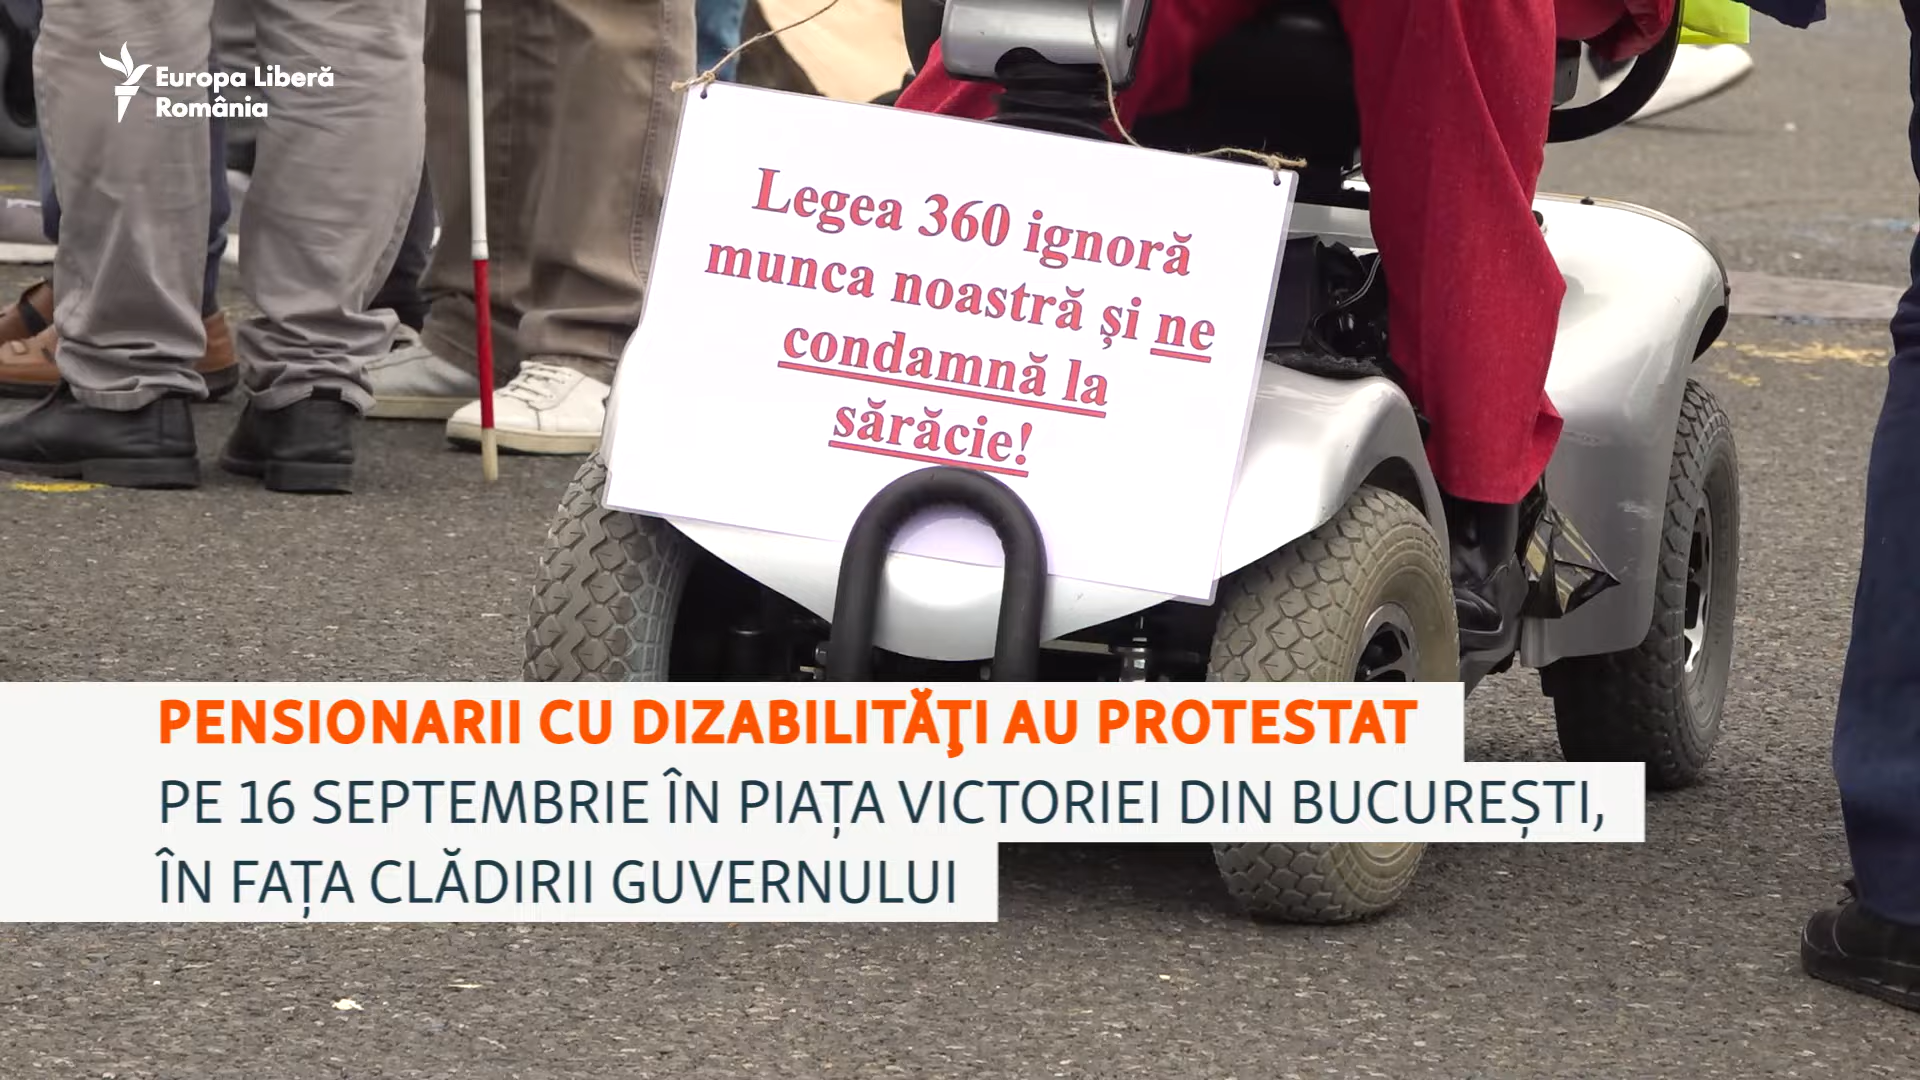 Europa Liberă
România
Legea 360 ignoră
munca noastră și ne
condamnă la
sărăcie!
PENSIONARII CU DIZABILITĂŢI AU PROTESTAT
PE 16 SEPTEMBRIE ÎN PIAȚA VICTORIEI DIN BUCUREȘTI,
ÎN FAȚA CLĂDIRII GUVERNULUI